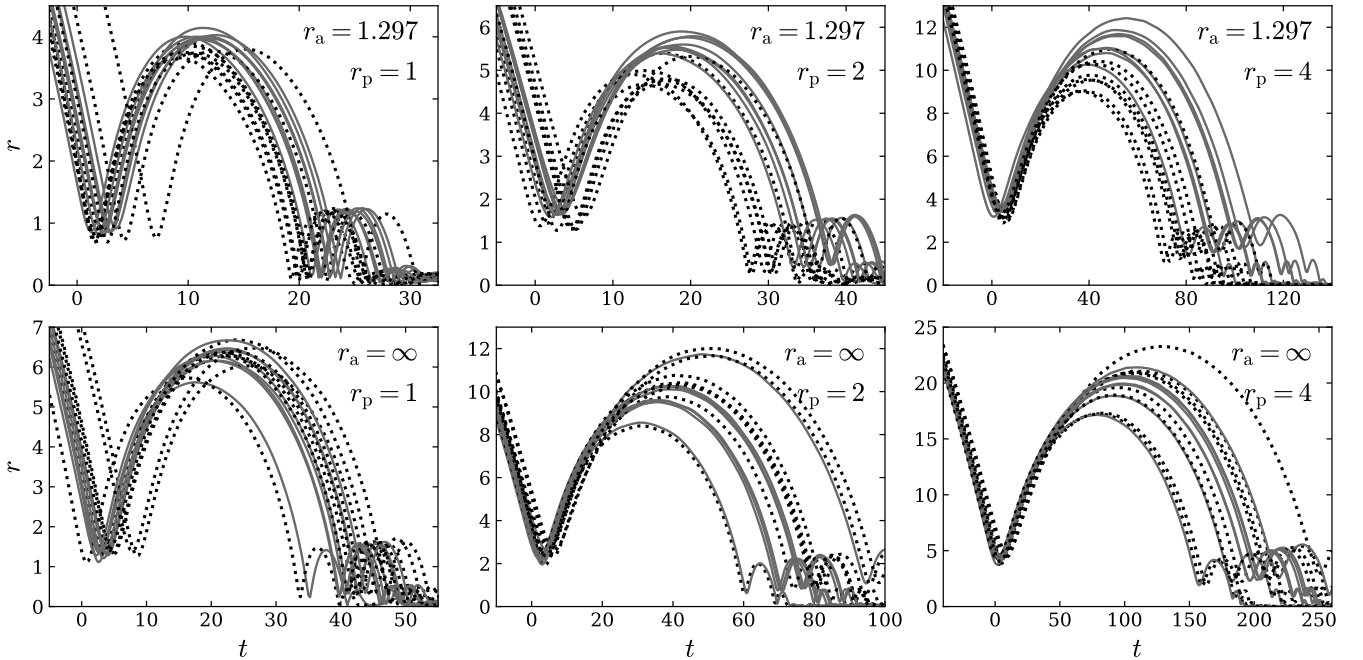 r_a = 1.297
r_p = 1
4
3
2
1
0
r
0 10 20 30
r_a = 1.297
r_p = 2
6
5
4
3
2
1
0
0 10 20 30 40
r_a = 1.297
r_p = 4
12
10
8
6
4
2
0
0 40 80 120
r_a = ∞
r_p = 1
7
6
5
4
3
2
1
0
r
0 10 20 30 40 50
t
r_a = ∞
r_p = 2
12
10
8
6
4
2
0
0 20 40 60 80 100
t
r_a = ∞
r_p = 4
25
20
15
10
5
0
0 50 100 150 200 250
t